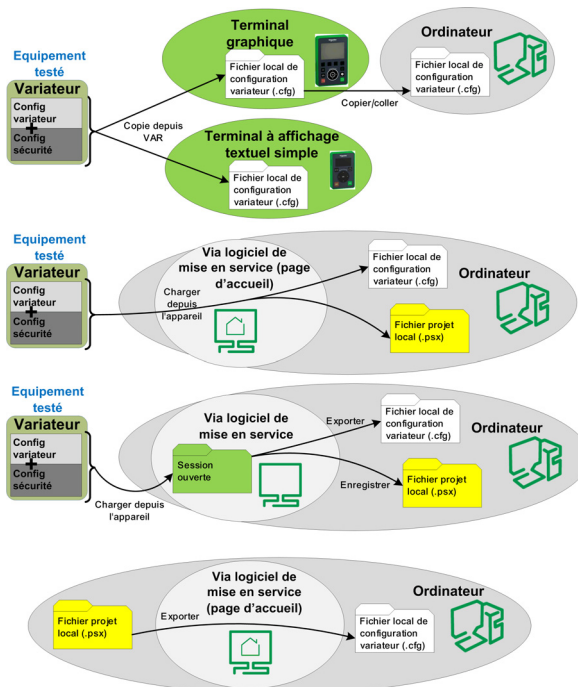 Equipement
testé
Variateur
Config
variateur
+
Config
sécurité
Copie depuis
VAR
Terminal
graphique
Fichier local de
configuration
variateur (.cfg)
Copier/coller
Ordinateur
Fichier local de
configuration
variateur (.cfg)
Terminal à affichage
textuel simple
Fichier local de
configuration
variateur (.cfg)
Equipement
testé
Variateur
Config
variateur
+
Config
sécurité
Via logiciel de
mise en service (page
d'accueil)
Charger
depuis
l'appareil
Fichier local de
configuration
variateur (.cfg)
Ordinateur
Fichier projet
local (.psx)
Equipement
testé
Variateur
Config
variateur
+
Config
sécurité
Charger depuis
l'appareil
Via logiciel de
mise en service
Session
ouverte
Exporter
Fichier local de
configuration
variateur (.cfg)
Ordinateur
Enregistrer
Fichier projet
local (.psx)
Fichier projet
local (.psx)
Exporter
Via logiciel de
mise en service
(page d'accueil)
Ordinateur
Fichier local de
configuration
variateur (.cfg)